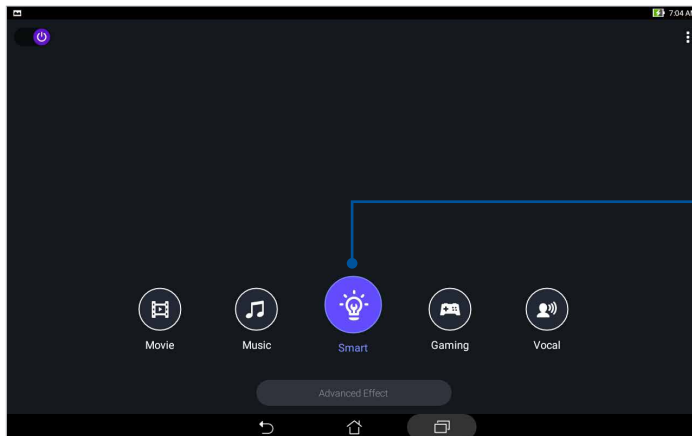 7:04 AM
Movie
Music
Smart
Gaming
Vocal
Advanced Effect